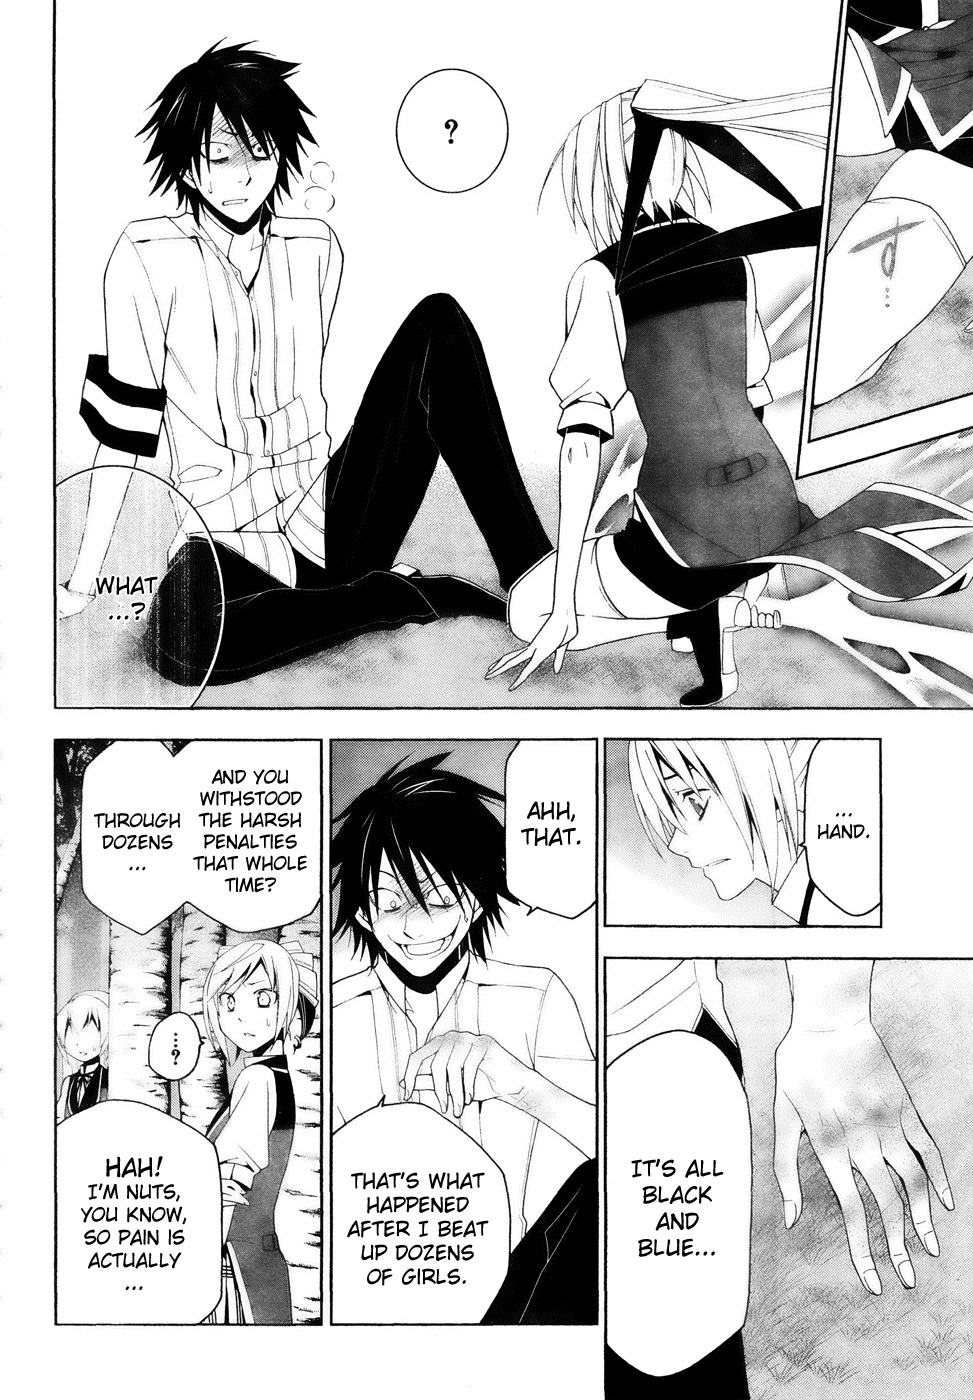 ?
WHAT
...?
...
HAND.
IT'S ALL
BLACK
AND
BLUE...
AHH,
THAT.
THAT'S WHAT
HAPPENED
AFTER I BEAT
UP DOZENS
OF GIRLS.
AND YOU
WITHSTOOD
THE HARSH
PENALTIES
THAT WHOLE
TIME?
THROUGH
DOZENS
...
...?
HAH!
I'M NUTS,
YOU KNOW,
SO PAIN IS
ACTUALLY
...